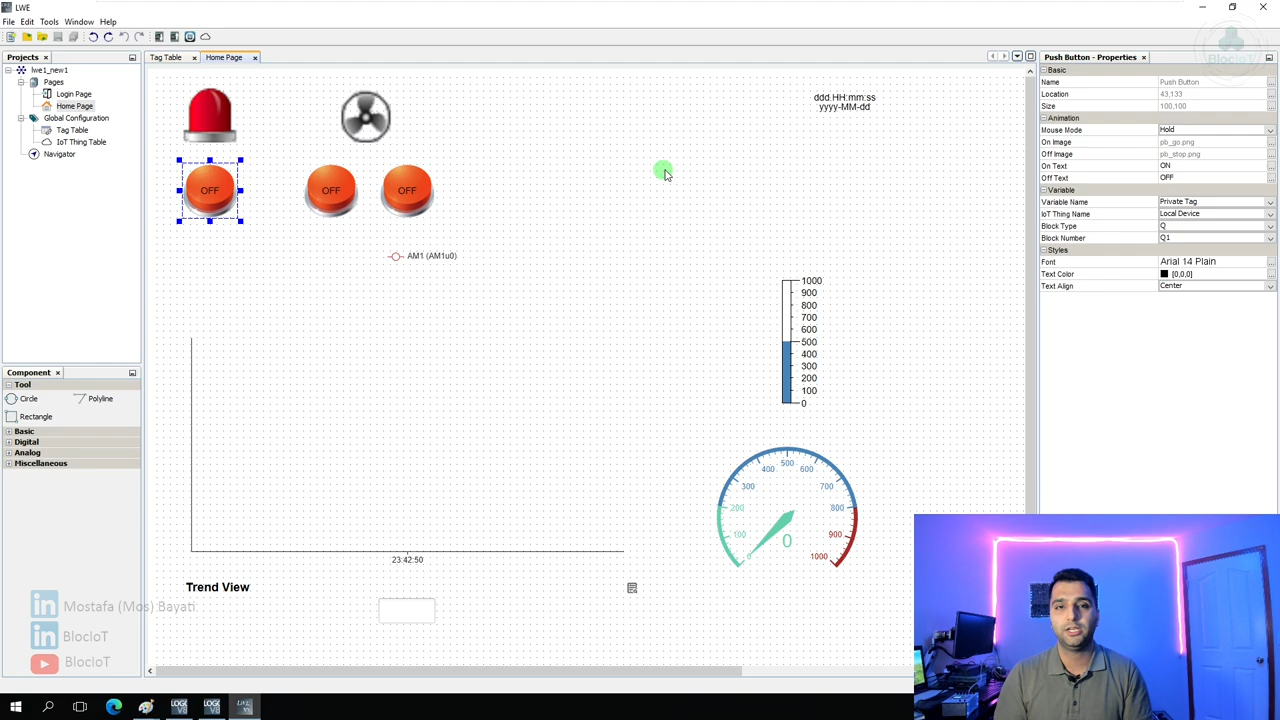 LWE
File Edit Tools Window Help
Projects
lwe1_new1
Pages
Login Page
Home Page
Global Configuration
Tag Table
IoT Thing Table
Navigator
Component
Tool
Circle Polyline
Rectangle
Basic
Digital
Analog
Miscellaneous
Tag Table Home Page
ddd.HH:mm:ss
yyyy-MM-dd
OFF OFF OFF
AM1 (AM1u0)
1000
900
800
700
600
500
400
300
200
100
0
23:42:50
Trend View
0 100 200 300 400 500 600 700 800 900 1000
0
Push Button - Properties
Basic
Name Push Button
Location 43,133
Size 100,100
Animation
Mouse Mode Hold
On Image pb_go.png
Off Image pb_stop.png
On Text ON
Off Text OFF
Variable
Variable Name Private Tag
IoT Thing Name Local Device
Block Type Q
Block Number Q1
Styles
Font Arial 14 Plain
Text Color [0,0,0]
Text Align Center
BlocIoT
in Mostafa (Mos) Bayati
in BlocIoT
BlocIoT